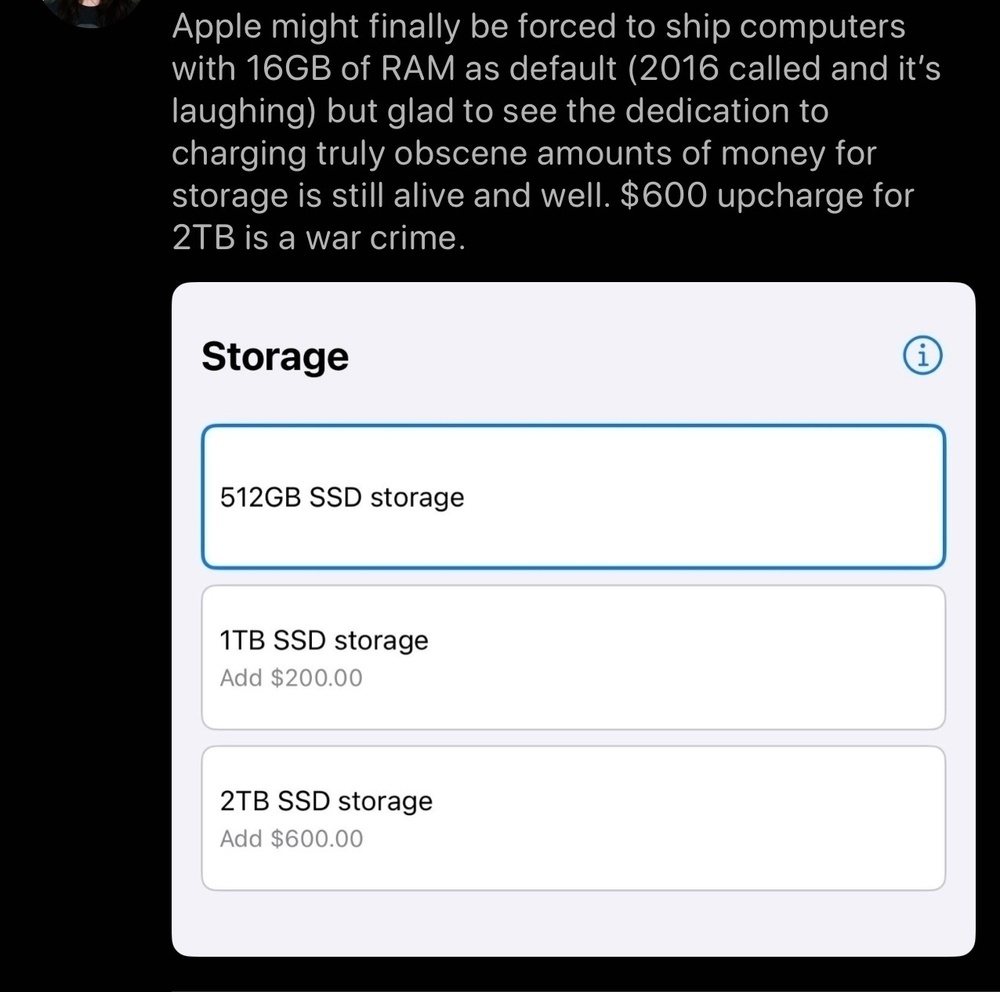 Apple might finally be forced to ship computers
with 16GB of RAM as default (2016 called and it’s
laughing) but glad to see the dedication to
charging truly obscene amounts of money for
storage is still alive and well. $600 upcharge for
2TB is a war crime.
Storage
512GB SSD storage
1TB SSD storage
Add $200.00
2TB SSD storage
Add $600.00